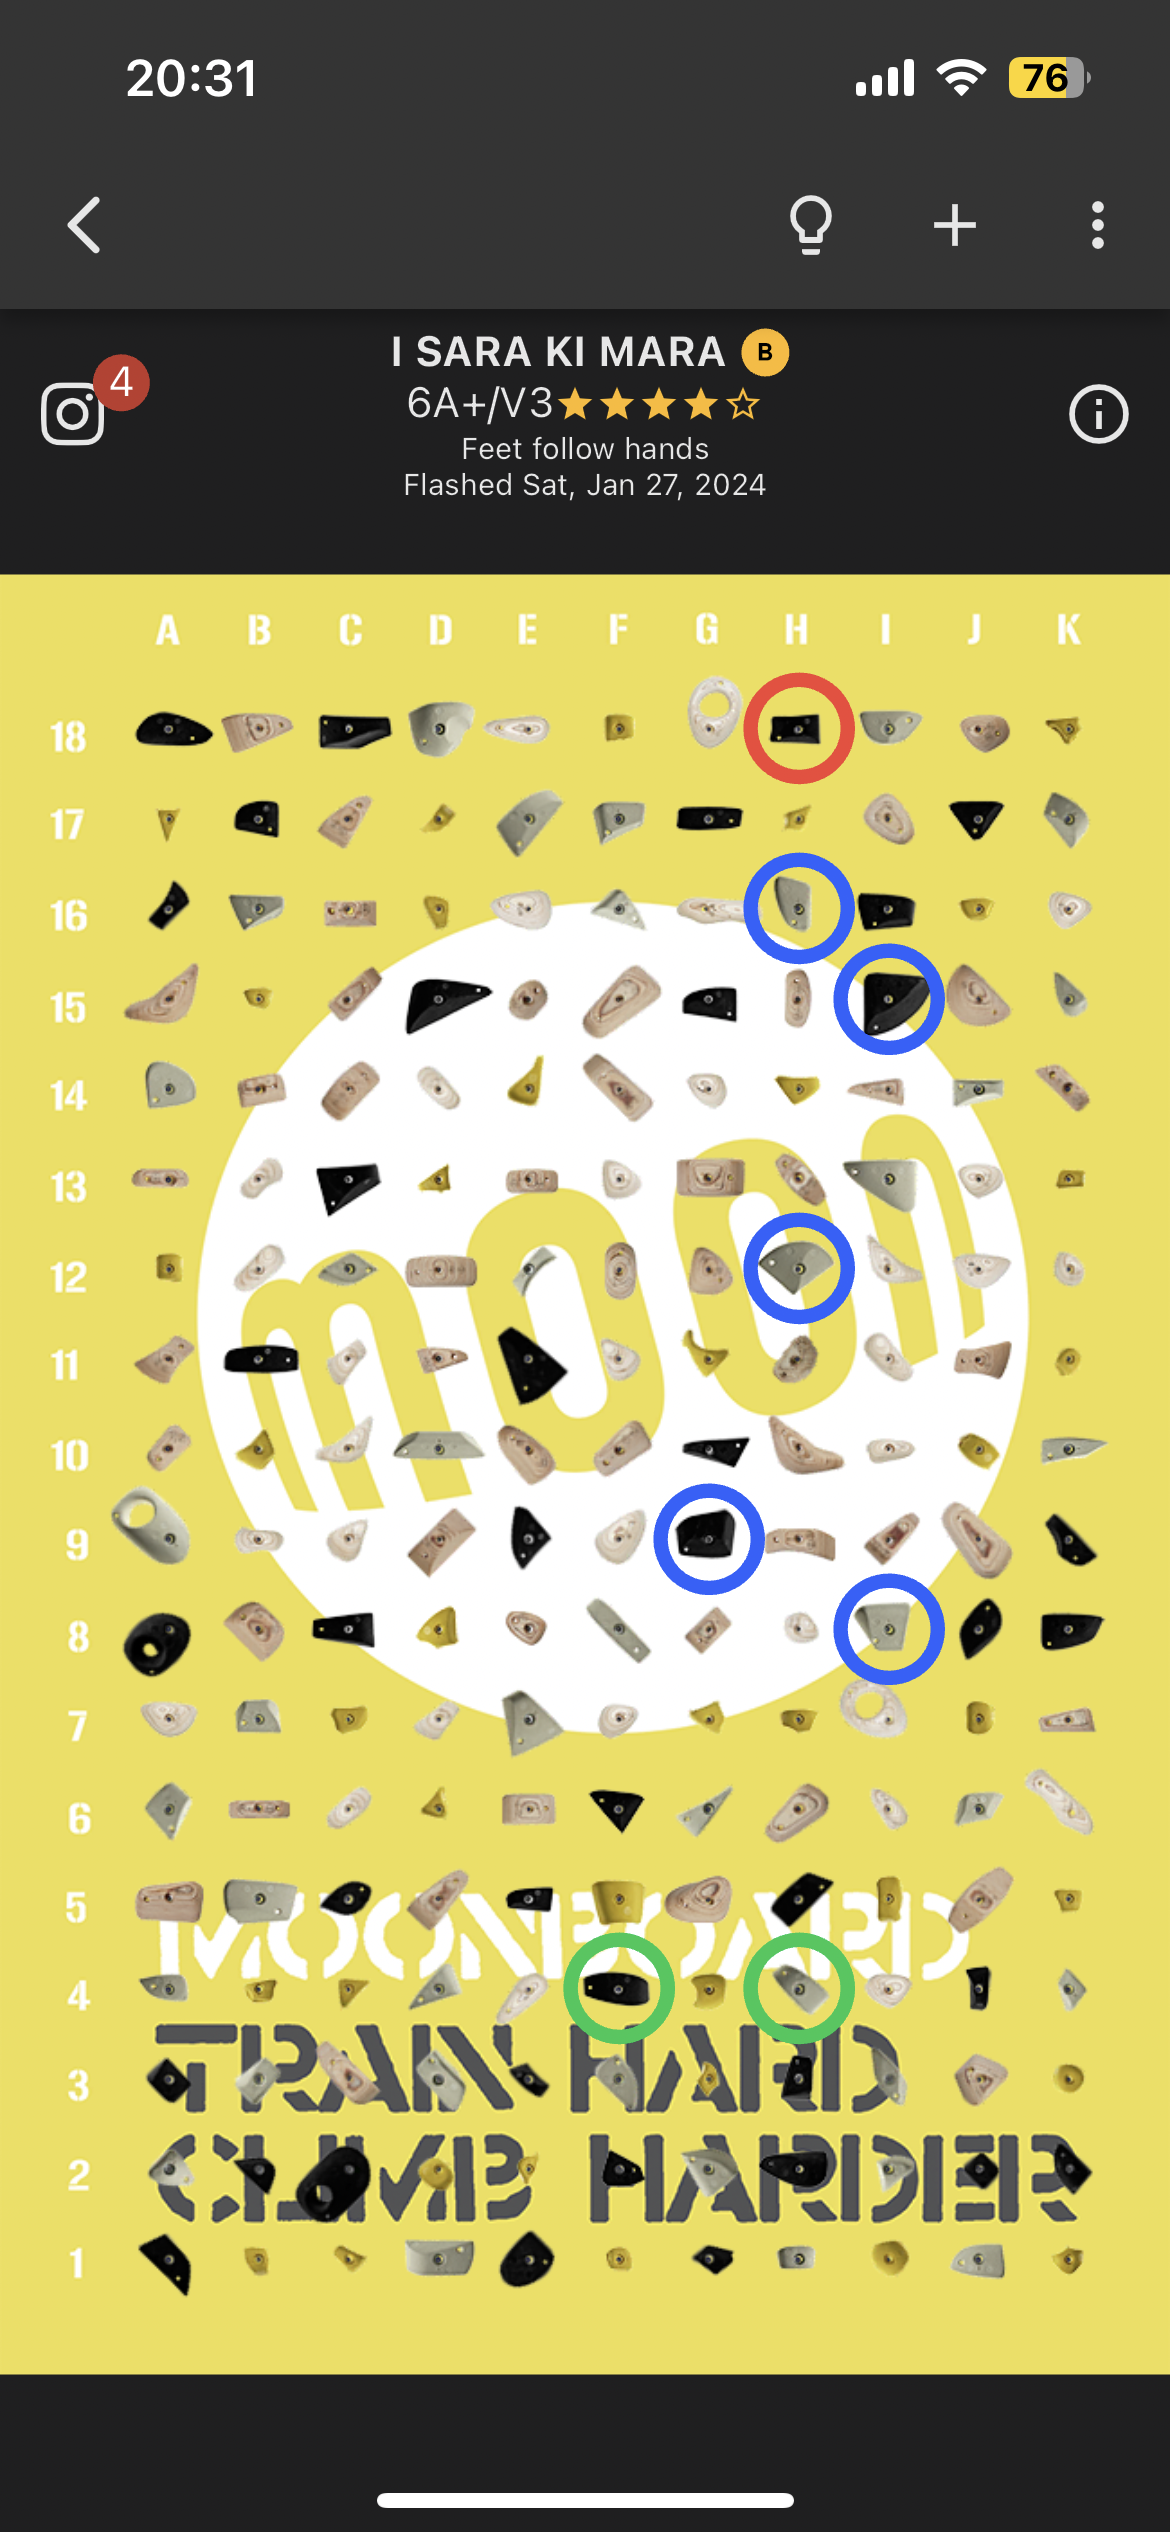 20:31
76
I SARA KI MARA B
4
6A+/V3
Feet follow hands
Flashed Sat, Jan 27, 2024
A B C D E F G H I J K
18
17
16
15
14
13
12
11
10
9
8
7
6
5
4
3
2
1
moon
MOONBOARD
TRAIN HARD
CLIMB HARDER